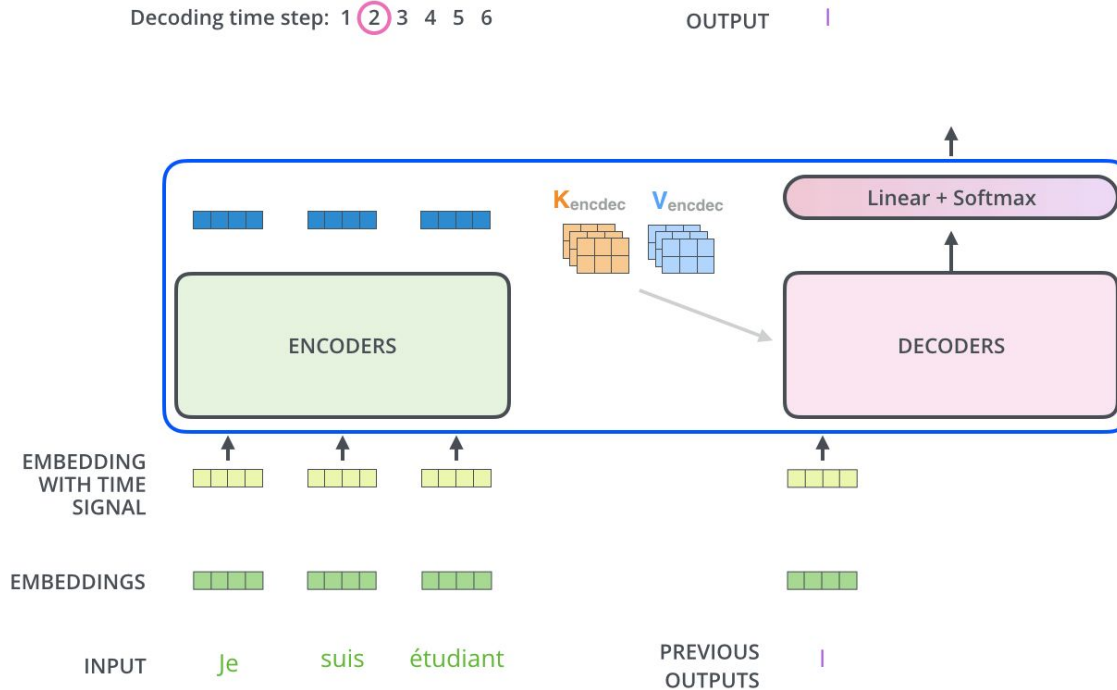 Decoding time step: 1 2 3 4 5 6
OUTPUT I
Kencdec Vencdec
Linear + Softmax
ENCODERS
DECODERS
EMBEDDING
WITH TIME
SIGNAL
EMBEDDINGS
INPUT Je suis étudiant
PREVIOUS
OUTPUTS
I